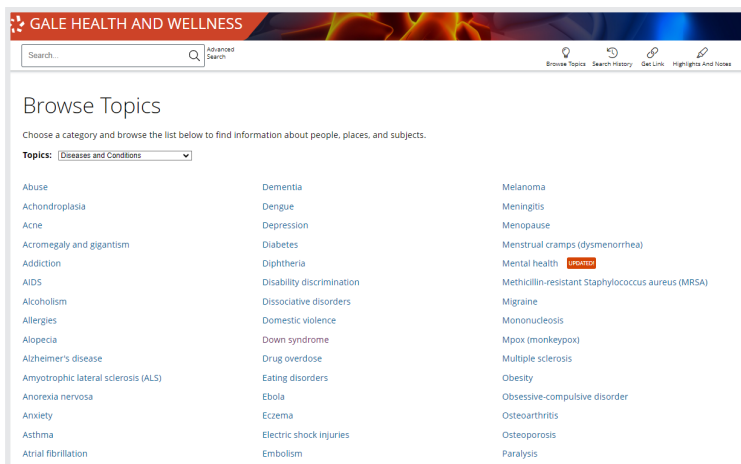 GALE HEALTH AND WELLNESS
Search...
Advanced
Search
Browse Topics
Search History
Get Link
Highlights And Notes
Browse Topics
Choose a category and browse the list below to find information about people, places, and subjects.
Topics: Diseases and Conditions
Abuse
Achondroplasia
Acne
Acromegaly and gigantism
Addiction
AIDS
Alcoholism
Allergies
Alopecia
Alzheimer's disease
Amyotrophic lateral sclerosis (ALS)
Anorexia nervosa
Anxiety
Asthma
Atrial fibrillation
Dementia
Dengue
Depression
Diabetes
Diphtheria
Disability discrimination
Dissociative disorders
Domestic violence
Down syndrome
Drug overdose
Eating disorders
Ebola
Eczema
Electric shock injuries
Embolism
Melanoma
Meningitis
Menopause
Menstrual cramps (dysmenorrhea)
Mental health UPDATED!
Methicillin-resistant Staphylococcus aureus (MRSA)
Migraine
Mononucleosis
Mpox (monkeypox)
Multiple sclerosis
Obesity
Obsessive-compulsive disorder
Osteoarthritis
Osteoporosis
Paralysis